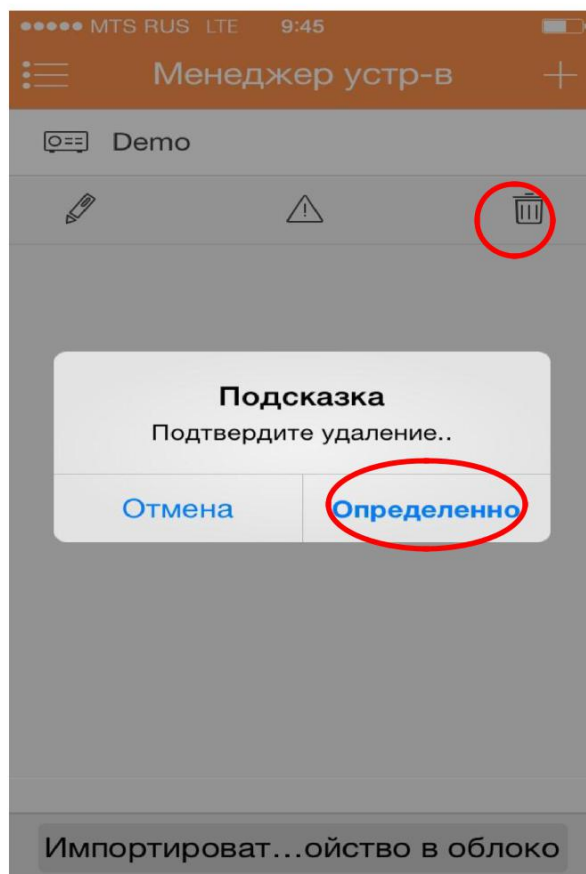 MTS RUS LTE 9:45
Менеджер устр-в
Demo
Подсказка
Подтвердите удаление..
Отмена Определенно
Импортироват...ойство в облоко